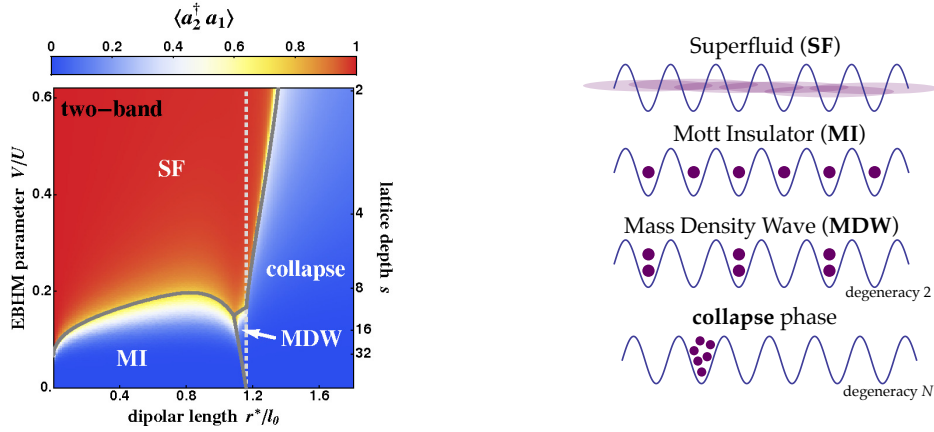 ⟨a₂† a₁⟩
0 0.2 0.4 0.6 0.8 1
two−band
SF
collapse
MDW
MI
0.6
0.4
0.2
0.
EBHM parameter V/U
2
4
8
16
32
lattice depth s
0. 0.4 0.8 1.2 1.6
dipolar length r*/l₀
Superfluid (SF)
Mott Insulator (MI)
Mass Density Wave (MDW)
degeneracy 2
collapse phase
degeneracy N